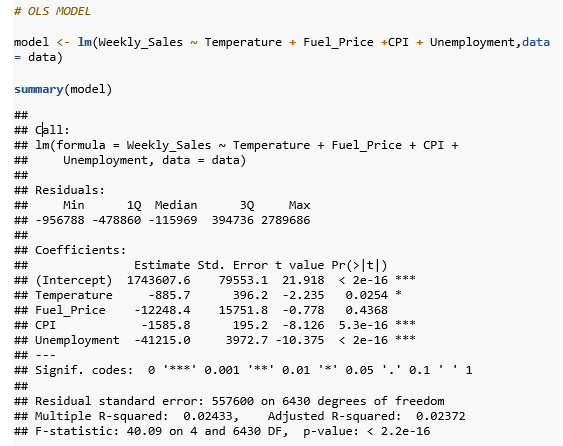 # OLS MODEL
model <- lm(Weekly_Sales ~ Temperature + Fuel_Price +CPI + Unemployment,data
= data)
summary(model)
##
## Call:
## lm(formula = Weekly_Sales ~ Temperature + Fuel_Price + CPI +
##     Unemployment, data = data)
##
## Residuals:
##     Min      1Q  Median      3Q     Max
## -956788 -478860 -115969  394736 2789686
##
## Coefficients:
##              Estimate Std. Error t value Pr(>|t|)
## (Intercept)  1743607.6    79553.1  21.918  < 2e-16 ***
## Temperature    -885.7      396.2  -2.235   0.0254 *
## Fuel_Price   -12248.4    15751.8  -0.778   0.4368
## CPI           -1585.8      195.2  -8.126  5.3e-16 ***
## Unemployment -41215.0     3972.7 -10.375  < 2e-16 ***
## ---
## Signif. codes:  0 '***' 0.001 '**' 0.01 '*' 0.05 '.' 0.1 ' ' 1
##
## Residual standard error: 557600 on 6430 degrees of freedom
## Multiple R-squared:  0.02433,    Adjusted R-squared:  0.02372
## F-statistic: 40.09 on 4 and 6430 DF,  p-value: < 2.2e-16